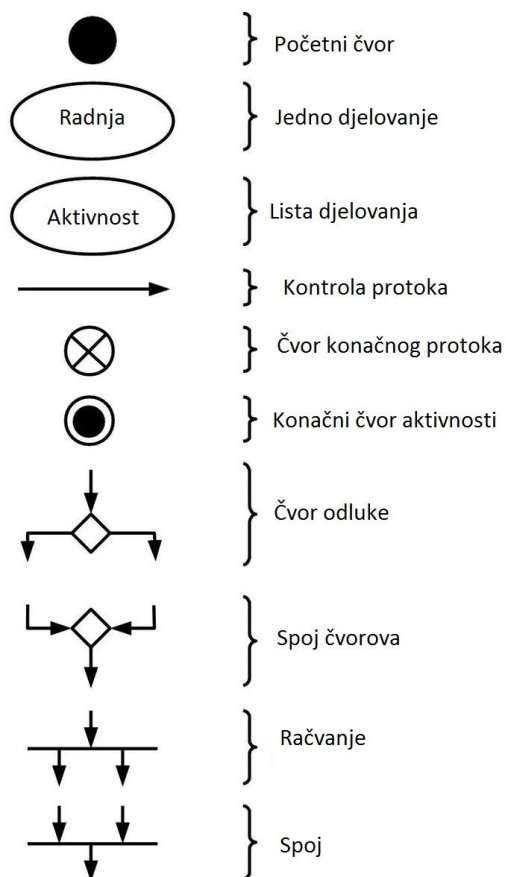 Početni čvor
Radnja
Jedno djelovanje
Aktivnost
Lista djelovanja
Kontrola protoka
Čvor konačnog protoka
Konačni čvor aktivnosti
Čvor odluke
Spoj čvorova
Račvanje
Spoj